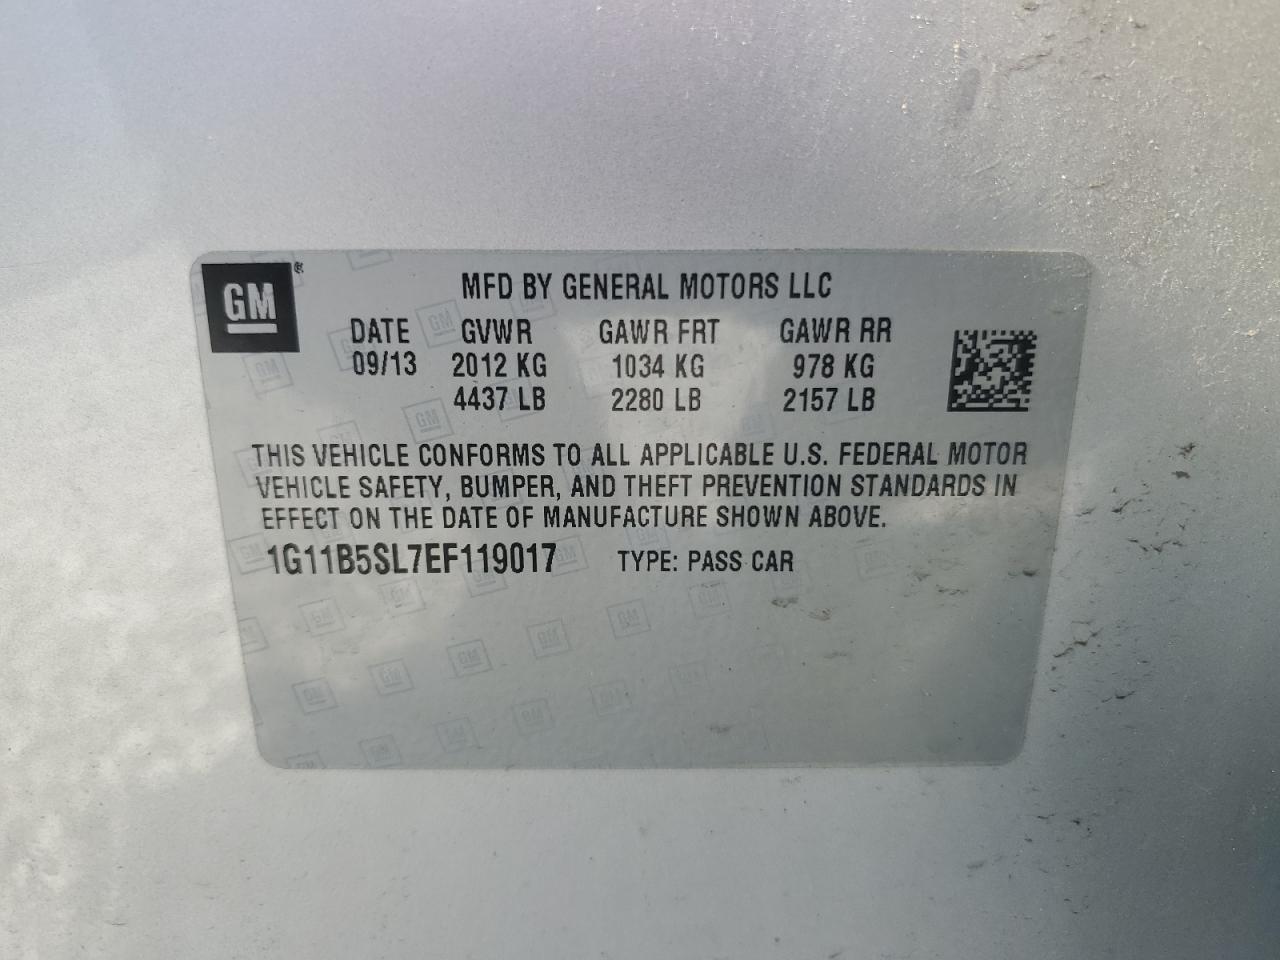 GM®
MFD BY GENERAL MOTORS LLC
DATE GVWR GAWR FRT GAWR RR
09/13 2012 KG 1034 KG 978 KG
4437 LB 2280 LB 2157 LB
THIS VEHICLE CONFORMS TO ALL APPLICABLE U.S. FEDERAL MOTOR
VEHICLE SAFETY, BUMPER, AND THEFT PREVENTION STANDARDS IN
EFFECT ON THE DATE OF MANUFACTURE SHOWN ABOVE.
1G11B5SL7EF119017 TYPE: PASS CAR